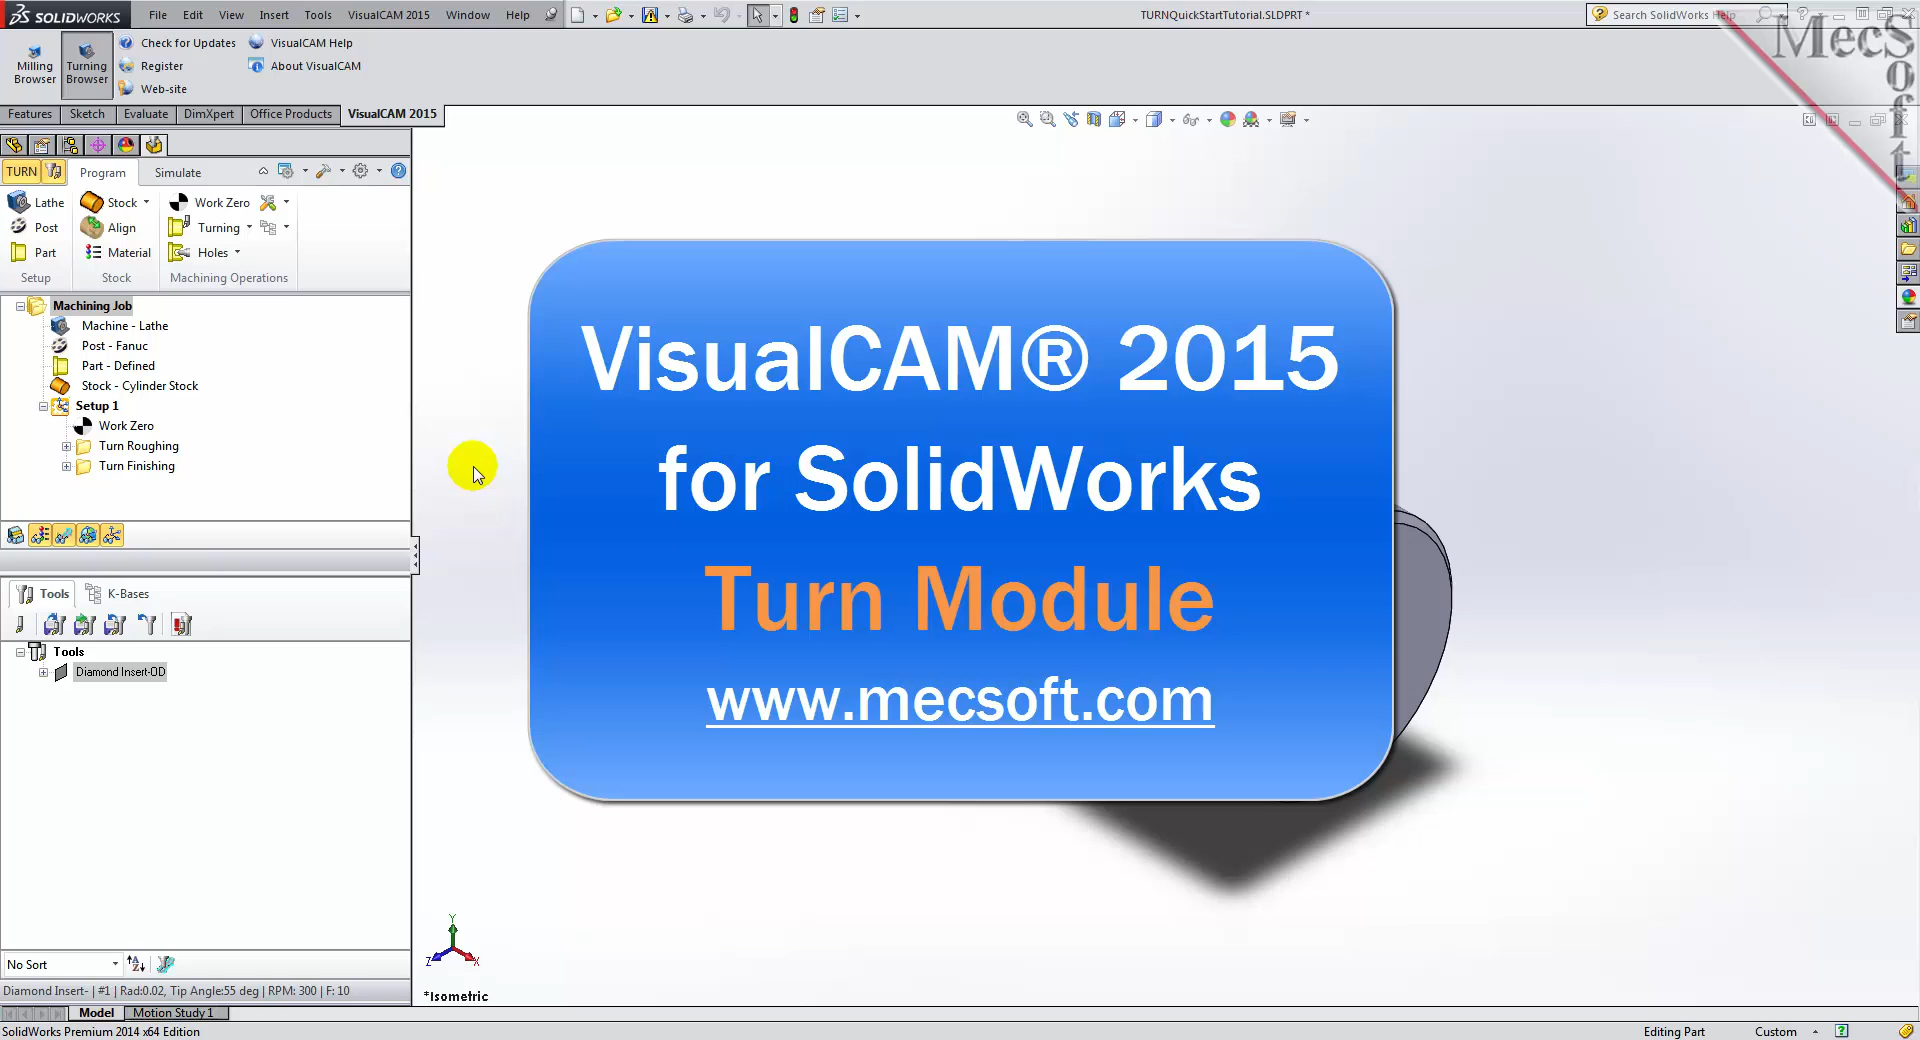 SOLIDWORKS File Edit View Insert Tools VisualCAM 2015 Window Help TURNQuickStartTutorial.SLDPRT * Search SolidWorks Help
MecSoft
Milling Browser
Turning Browser
Check for Updates VisualCAM Help
Register About VisualCAM
Web-site
Features Sketch Evaluate DimXpert Office Products VisualCAM 2015
TURN Program Simulate
Lathe Stock Work Zero
Post Align Turning
Part Material Holes
Setup Stock Machining Operations
Machining Job
Machine - Lathe
Post - Fanuc
Part - Defined
Stock - Cylinder Stock
Setup 1
Work Zero
Turn Roughing
Turn Finishing
VisualCAM® 2015
for SolidWorks
Turn Module
www.mecsoft.com
Tools K-Bases
Tools
Diamond Insert-OD
Y
Z X
*Isometric
No Sort
Diamond Insert- | #1 | Rad:0.02, Tip Angle:55 deg | RPM: 300 | F: 10
Model Motion Study 1
SolidWorks Premium 2014 x64 Edition Editing Part Custom